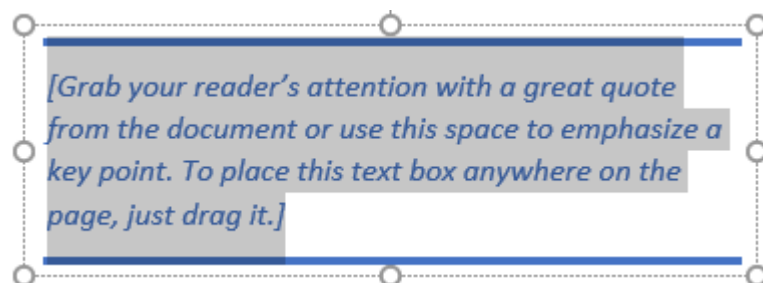 [Grab your reader’s attention with a great quote
from the document or use this space to emphasize a
key point. To place this text box anywhere on the
page, just drag it.]